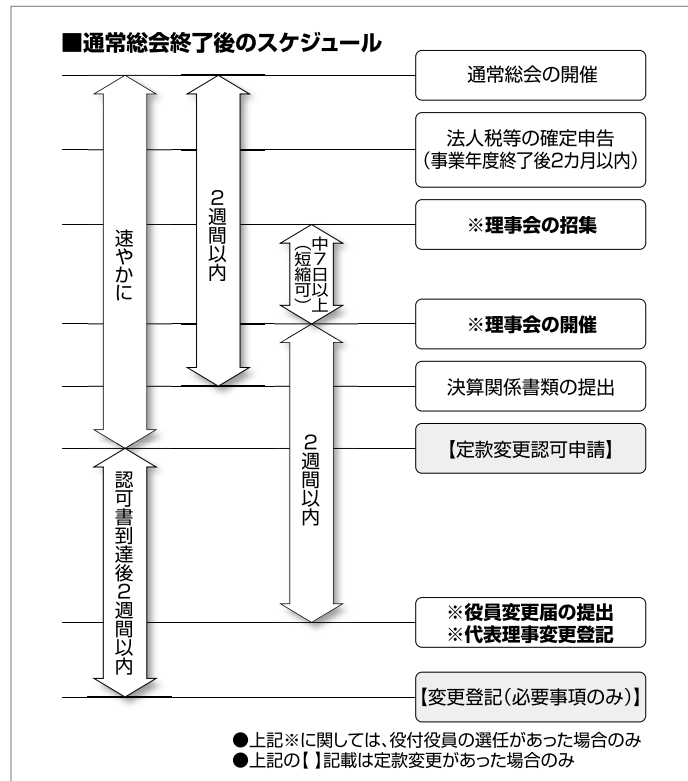 ■通常総会終了後のスケジュール
通常総会の開催
法人税等の確定申告
(事業年度終了後2カ月以内)
※理事会の招集
※理事会の開催
決算関係書類の提出
【定款変更認可申請】
※役員変更届の提出
※代表理事変更登記
【変更登記(必要事項のみ)】
速やかに
2週間以内
中7日以上
(短縮可)
2週間以内
認可書到達後2週間以内
●上記※に関しては、役付役員の選任があった場合のみ
●上記の【 】記載は定款変更があった場合のみ